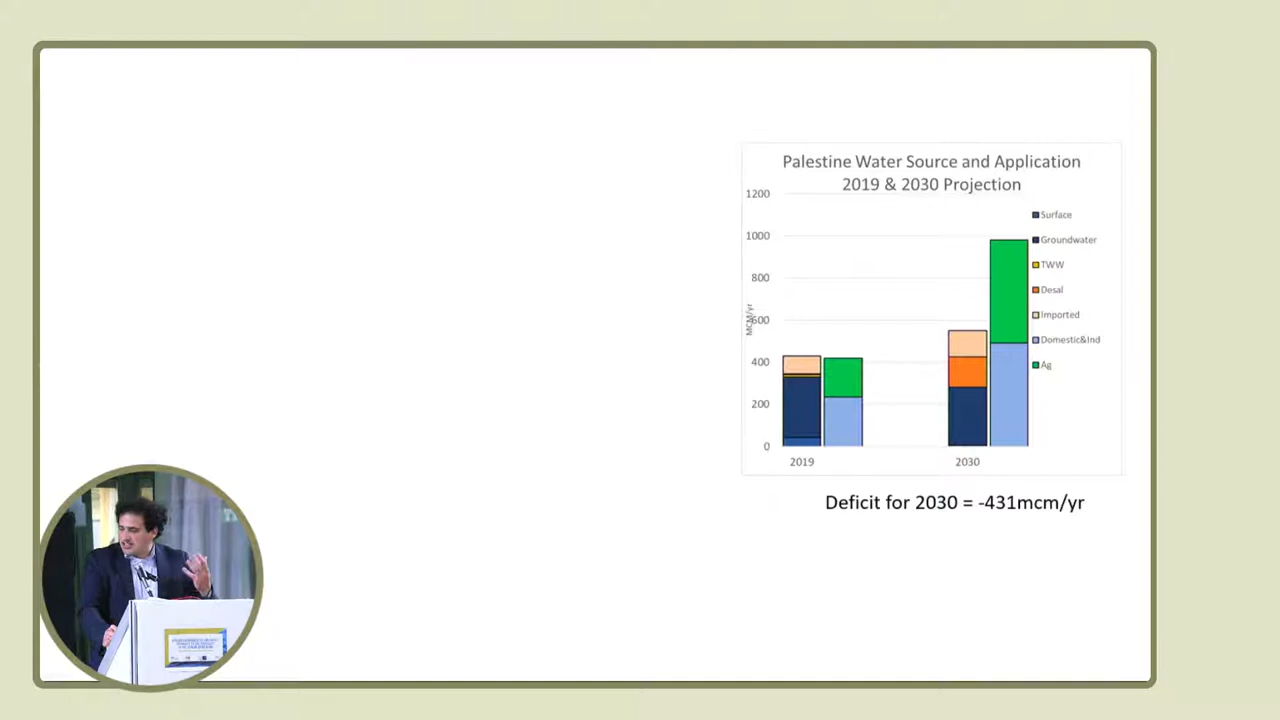 Palestine Water Source and Application
2019 & 2030 Projection
1200
1000
800
600
400
200
0
MCM/yr
2019
2030
Surface
Groundwater
TWW
Desal
Imported
Domestic&Ind
Ag
Deficit for 2030 = -431mcm/yr